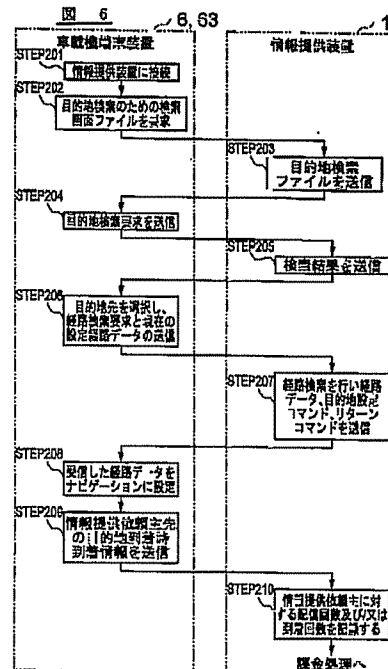 図 6
6, 63
1
車載機端末装置
情報提供装置
STEP201
情報提供装置に接続
STEP202
目的地検索のための検索
画面ファイルを要求
STEP203
目的地検索
ファイルを送信
STEP204
目的地検索要求を送信
STEP205
検索結果を送信
STEP206
目的地先を選択し、
経路検索要求と現在の
設定経路データの送信
STEP207
経路検索を行い経路
データ、目的地設定
コマンド、リターン
コマンドを送信
STEP208
受信した経路データを
ナビゲーションに設定
STEP209
情報提供依頼主先
の目的地到着時
到着情報を送信
STEP210
情報提供依頼主に対
する配信回数及び/又は
到着回数を記録する
課金処理へ